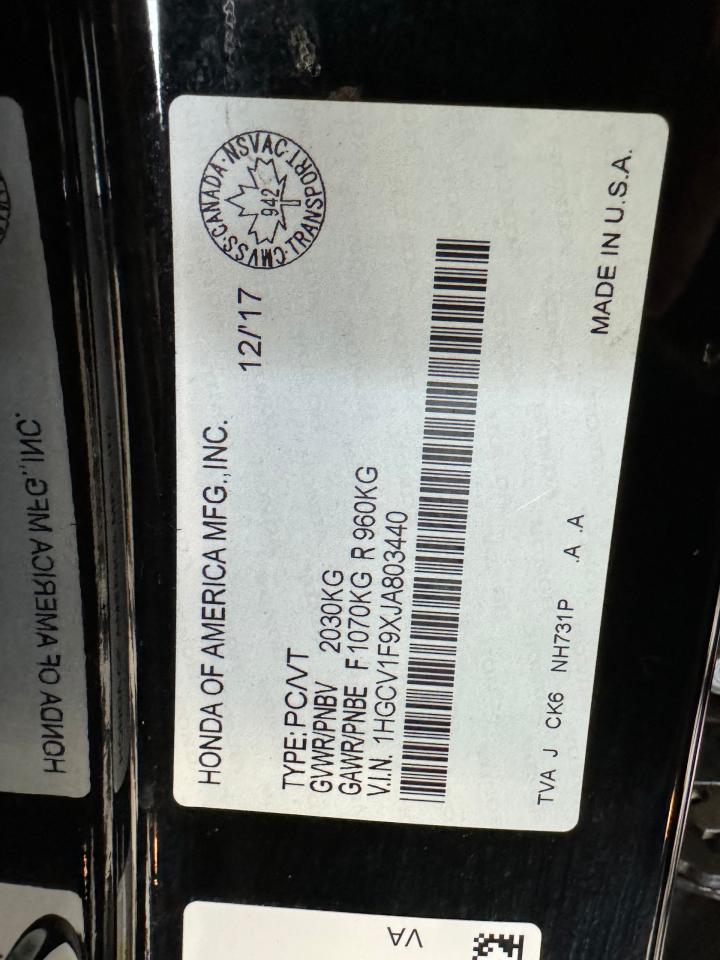 HONDA OF AMERICA MFG.,INC.
12/'17
CMVSS·CANADA·NSVAC·TRANSPORT·
942
TYPE: PC/VT
GVWR/PNBV 2030KG
GAWR/PNBE F 1070KG R 960KG
V.I.N. 1HGCV1F9XJA803440
TVA J CK6 NH731P .A .A
MADE IN U.S.A.
HONDA OF AMERICA MFG.,INC.
VA